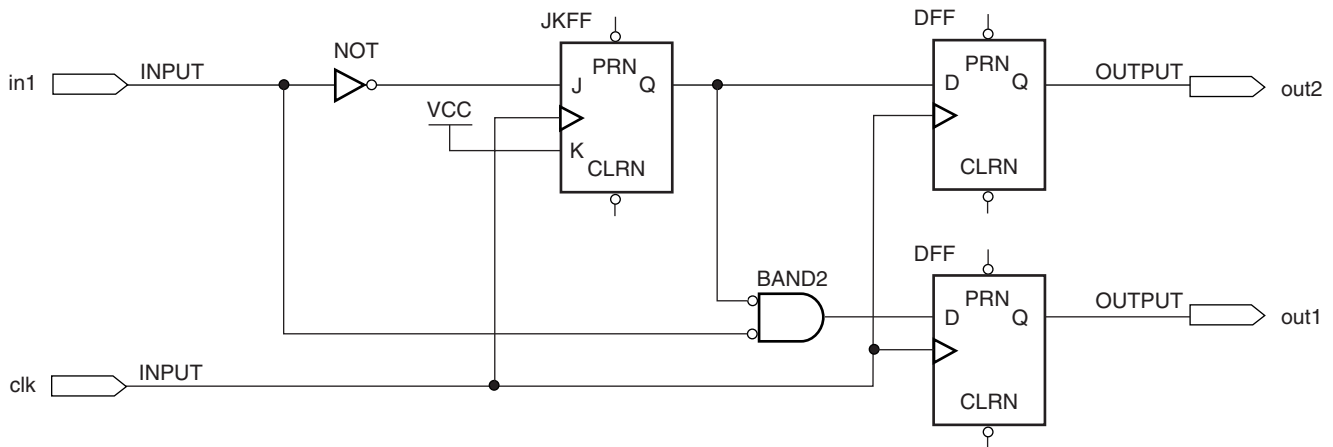 JKFF
DFF
NOT
in1
INPUT
PRN
J
Q
PRN
D
Q
OUTPUT
out2
VCC
K
CLRN
CLRN
DFF
BAND2
PRN
D
Q
OUTPUT
out1
clk
INPUT
CLRN